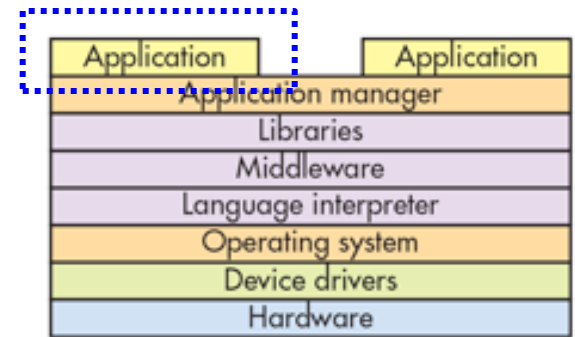 Application Application
Application manager
Libraries
Middleware
Language interpreter
Operating system
Device drivers
Hardware